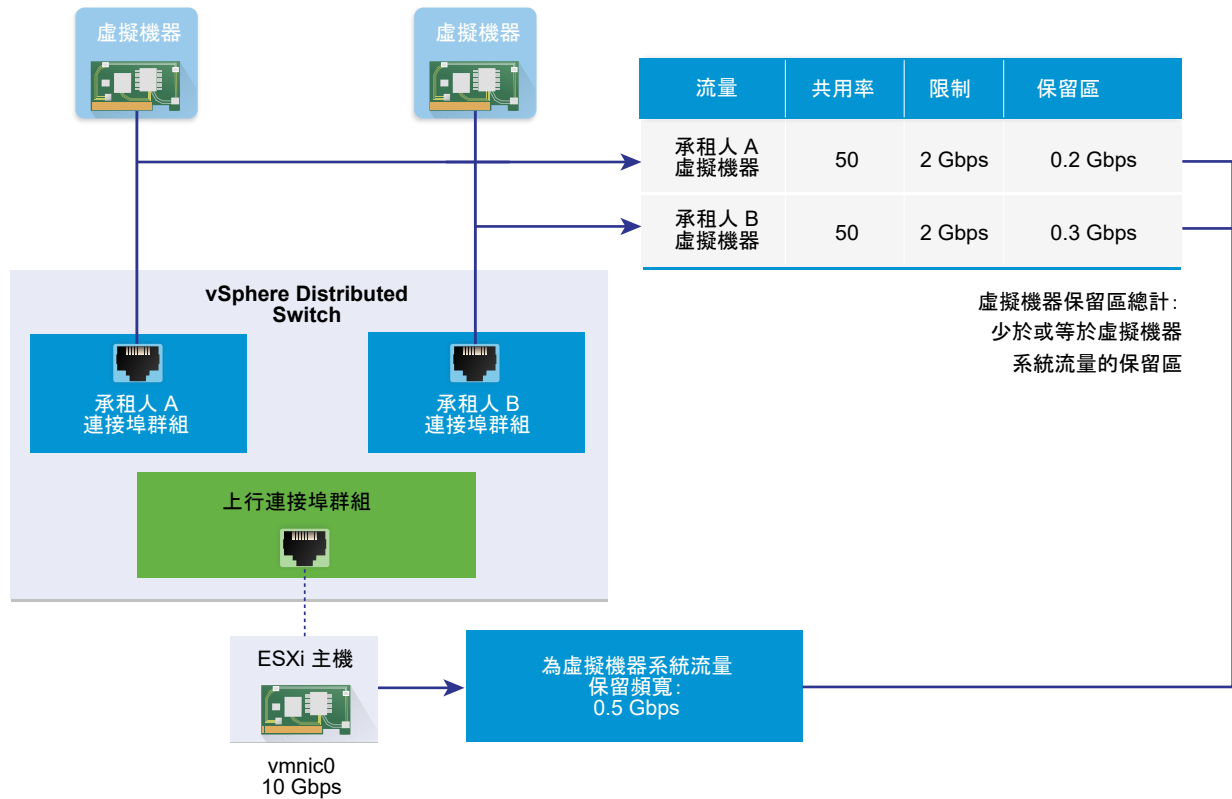 虛擬機器
虛擬機器
流量 共用率 限制 保留區
承租人 A
虛擬機器
50 2 Gbps 0.2 Gbps
承租人 B
虛擬機器
50 2 Gbps 0.3 Gbps
虛擬機器保留區總計：
少於或等於虛擬機器
系統流量的保留區
vSphere Distributed
Switch
承租人 A
連接埠群組
承租人 B
連接埠群組
上行連接埠群組
ESXi 主機
vmnic0
10 Gbps
為虛擬機器系統流量
保留頻寬：
0.5 Gbps